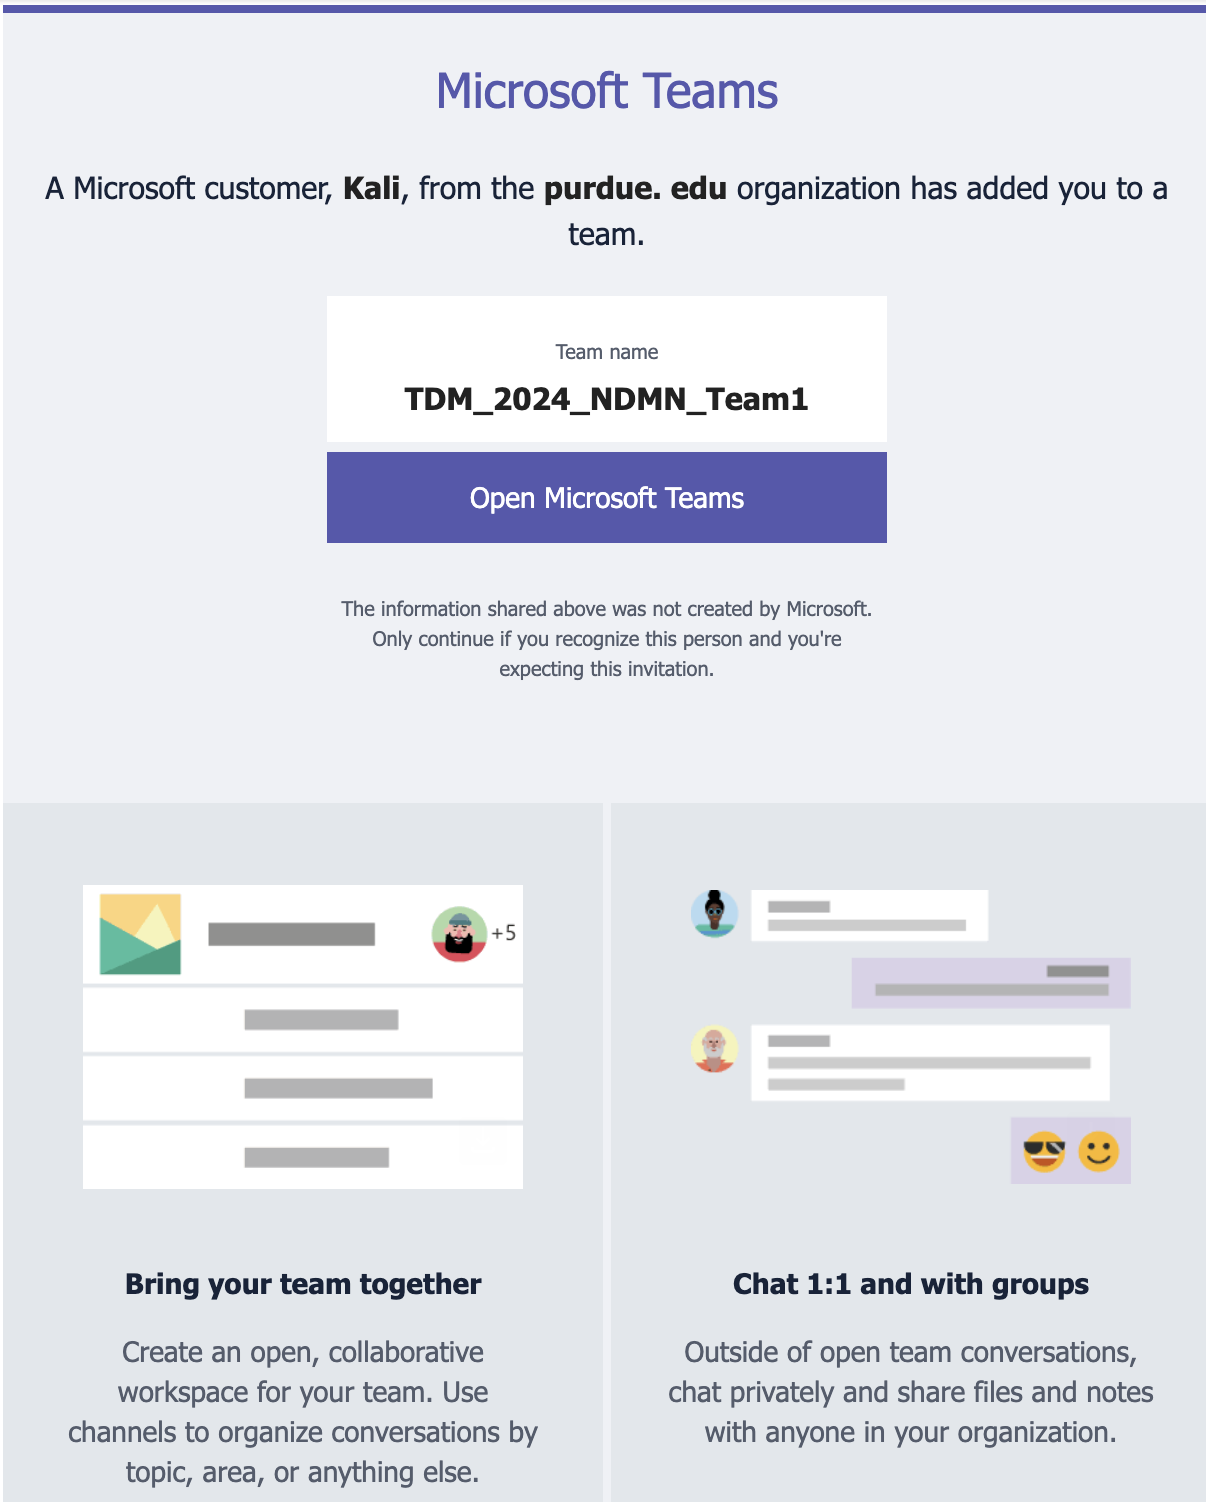 Microsoft Teams
A Microsoft customer, Kali, from the purdue. edu organization has added you to a
team.
Team name
TDM_2024_NDMN_Team1
Open Microsoft Teams
The information shared above was not created by Microsoft.
Only continue if you recognize this person and you're
expecting this invitation.
+5
Bring your team together
Create an open, collaborative
workspace for your team. Use
channels to organize conversations by
topic, area, or anything else.
Chat 1:1 and with groups
Outside of open team conversations,
chat privately and share files and notes
with anyone in your organization.